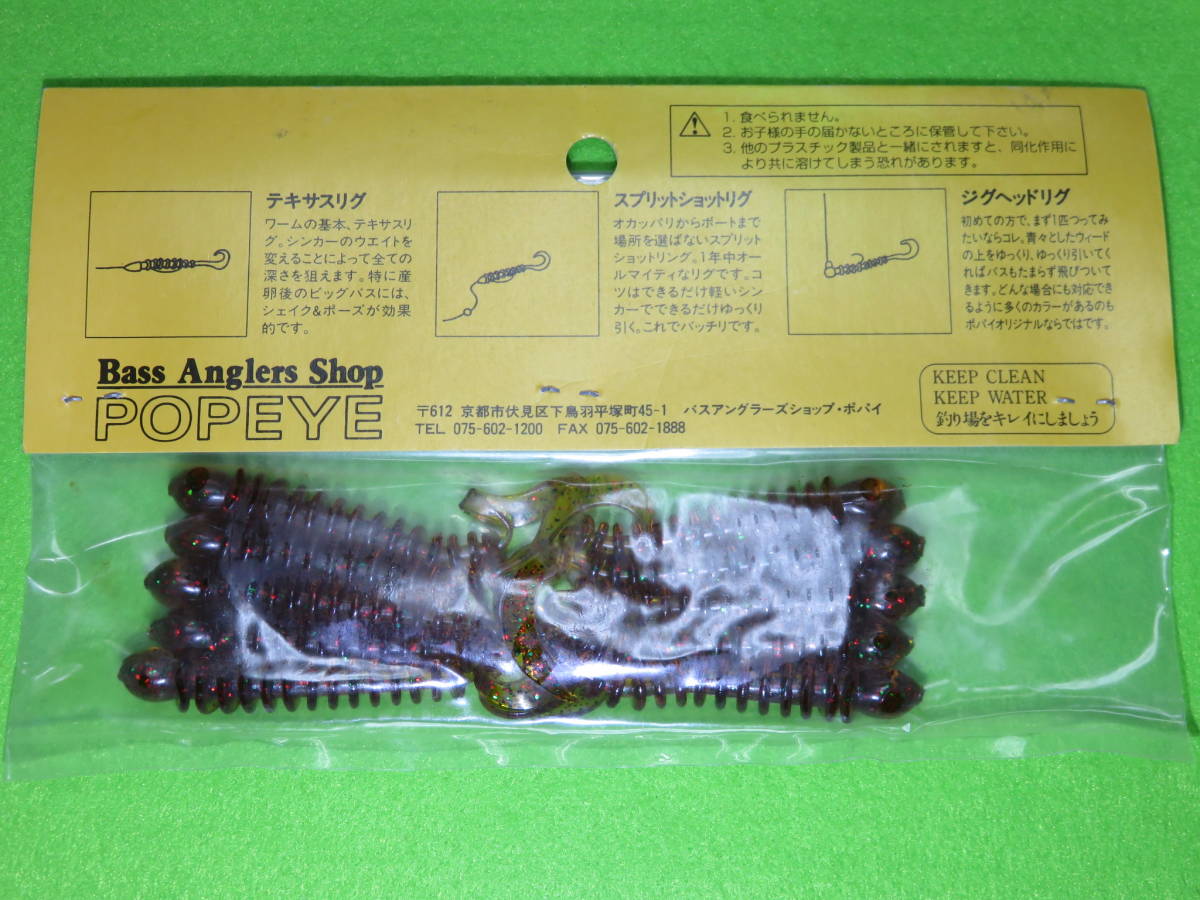 1. 食べられません。
2. お子様の手の届かないところに保管して下さい。
3. 他のプラスチック製品と一緒にされますと、同化作用に
より共に溶けてしまう恐れがあります。
テキサスリグ
ワームの基本、テキサスリ
グ。シンカーのウエイトを
変えることによって全ての
深さを狙えます。特に産
卵後のビッグバスには、
シェイク&ポーズが効果
的です。
スプリットショットリグ
オカッパリからボートまで
場所を選ばないスプリット
ショットリング。1年中オー
ルマイティなリグです。コ
ツはできるだけ軽いシン
カーでできるだけゆっくり
引く。これでバッチリです。
ジグヘッドリグ
初めての方で、まず1匹つってみ
たいならコレ。青々としたウィード
の上をゆっくり、ゆっくり引いてく
ればバスもたまらず飛びついて
きます。どんな場合にも対応でき
るように多くのカラーがあるのも
ポパイオリジナルならではです。
Bass Anglers Shop
POPEYE
〒612 京都市伏見区下鳥羽平塚町45-1 バスアングラーズショップ・ポパイ
TEL 075-602-1200 FAX 075-602-1888
KEEP CLEAN
KEEP WATER
釣り場をキレイにしましょう